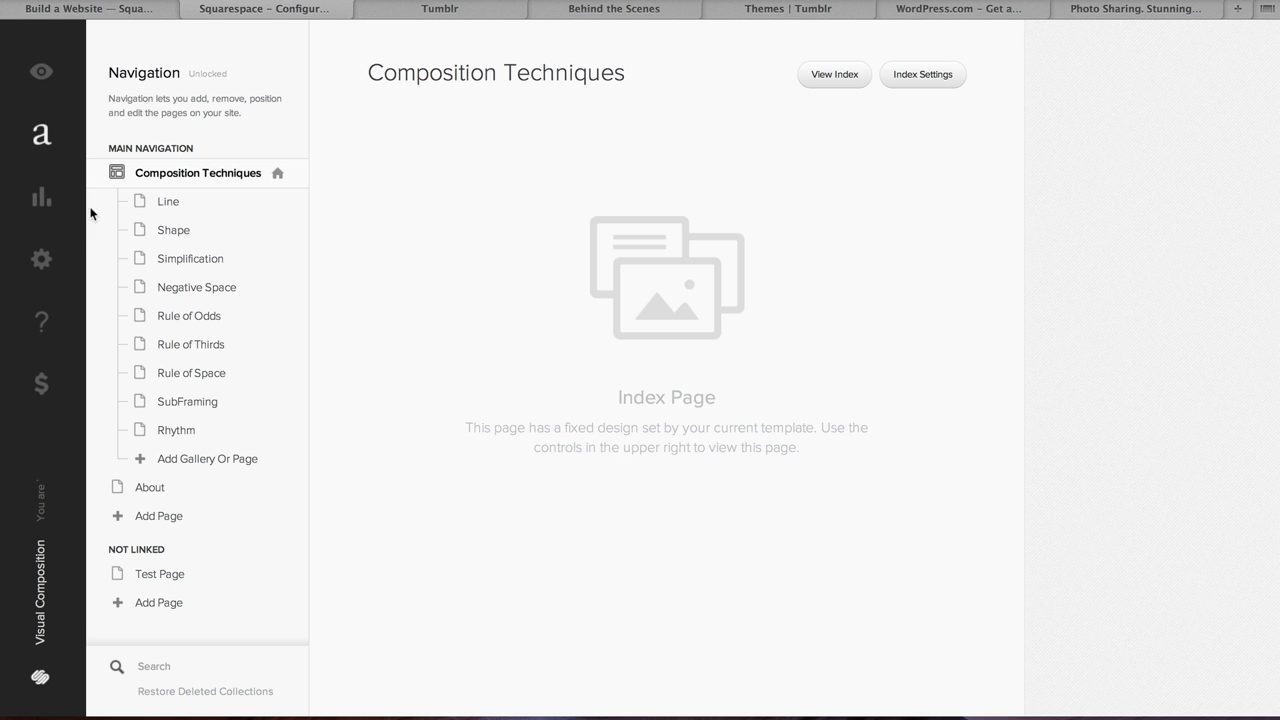 Build a Website — Squa...
Squarespace – Configur...
Tumblr
Behind the Scenes
Themes | Tumblr
WordPress.com – Get a...
Photo Sharing. Stunning...
Navigation Unlocked
Navigation lets you add, remove, position
and edit the pages on your site.
MAIN NAVIGATION
Composition Techniques
Line
Shape
Simplification
Negative Space
Rule of Odds
Rule of Thirds
Rule of Space
SubFraming
Rhythm
Add Gallery Or Page
About
Add Page
NOT LINKED
Test Page
Add Page
Search
Restore Deleted Collections
a
Visual Composition You are
Composition Techniques
View Index
Index Settings
Index Page
This page has a fixed design set by your current template. Use the
controls in the upper right to view this page.